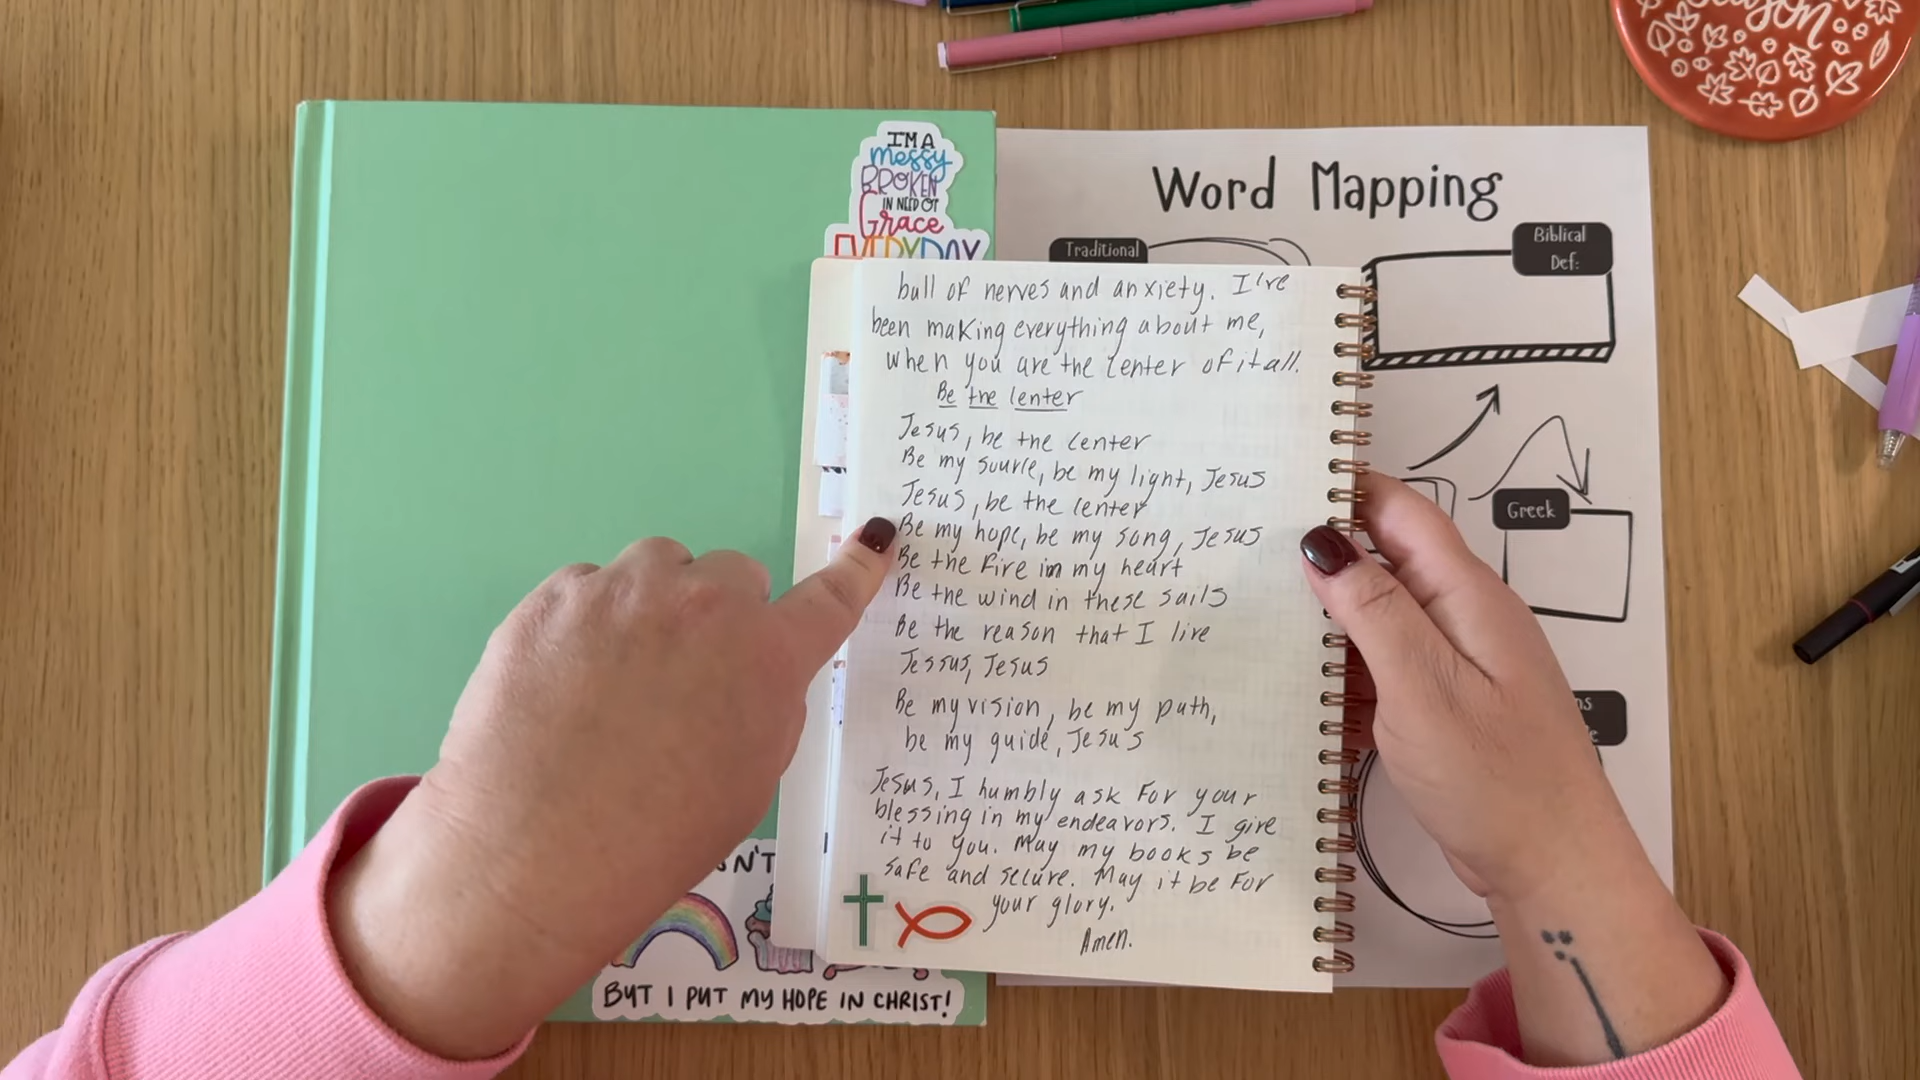 Season
I'M A
messy
BROKEN
IN NEED OF
Grace
EVERYDAY
Word Mapping
Traditional
Biblical
Def:
Greek
ball of nerves and anxiety. I've
been making everything about me,
when you are the center of it all.
Be the center
Jesus, be the center
Be my source, be my light, Jesus
Jesus, be the center
Be my hope, be my song, Jesus
Be the fire in my heart
Be the wind in these sails
Be the reason that I live
Jesus, Jesus
Be my vision, be my path,
be my guide, Jesus
Jesus, I humbly ask for your
blessing in my endeavors. I give
it to you. May my books be
safe and secure. May it be for
your glory.
Amen.
BUT I PUT MY HOPE IN CHRIST!